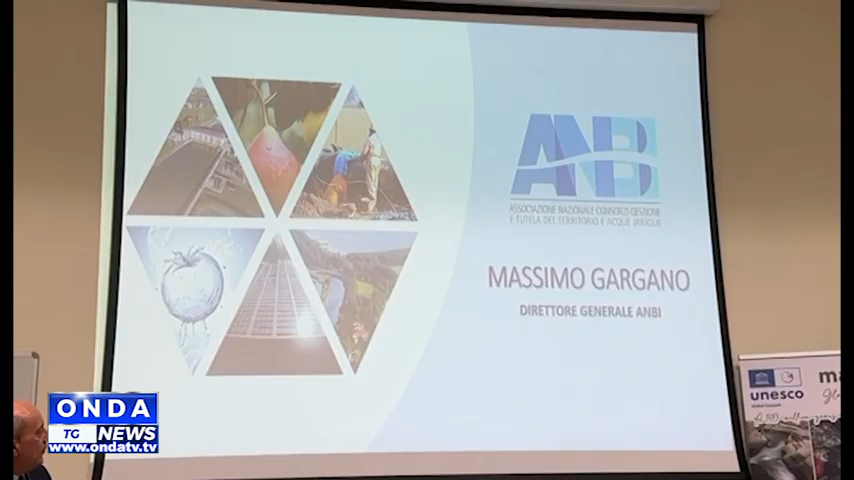 ANBI
ASSOCIAZIONE NAZIONALE CONSORZI GESTIONE
E TUTELA DEL TERRITORIO E ACQUE IRRIGUE
MASSIMO GARGANO
DIRETTORE GENERALE ANBI
unesco
ONDA
TG NEWS
www.ondatv.tv